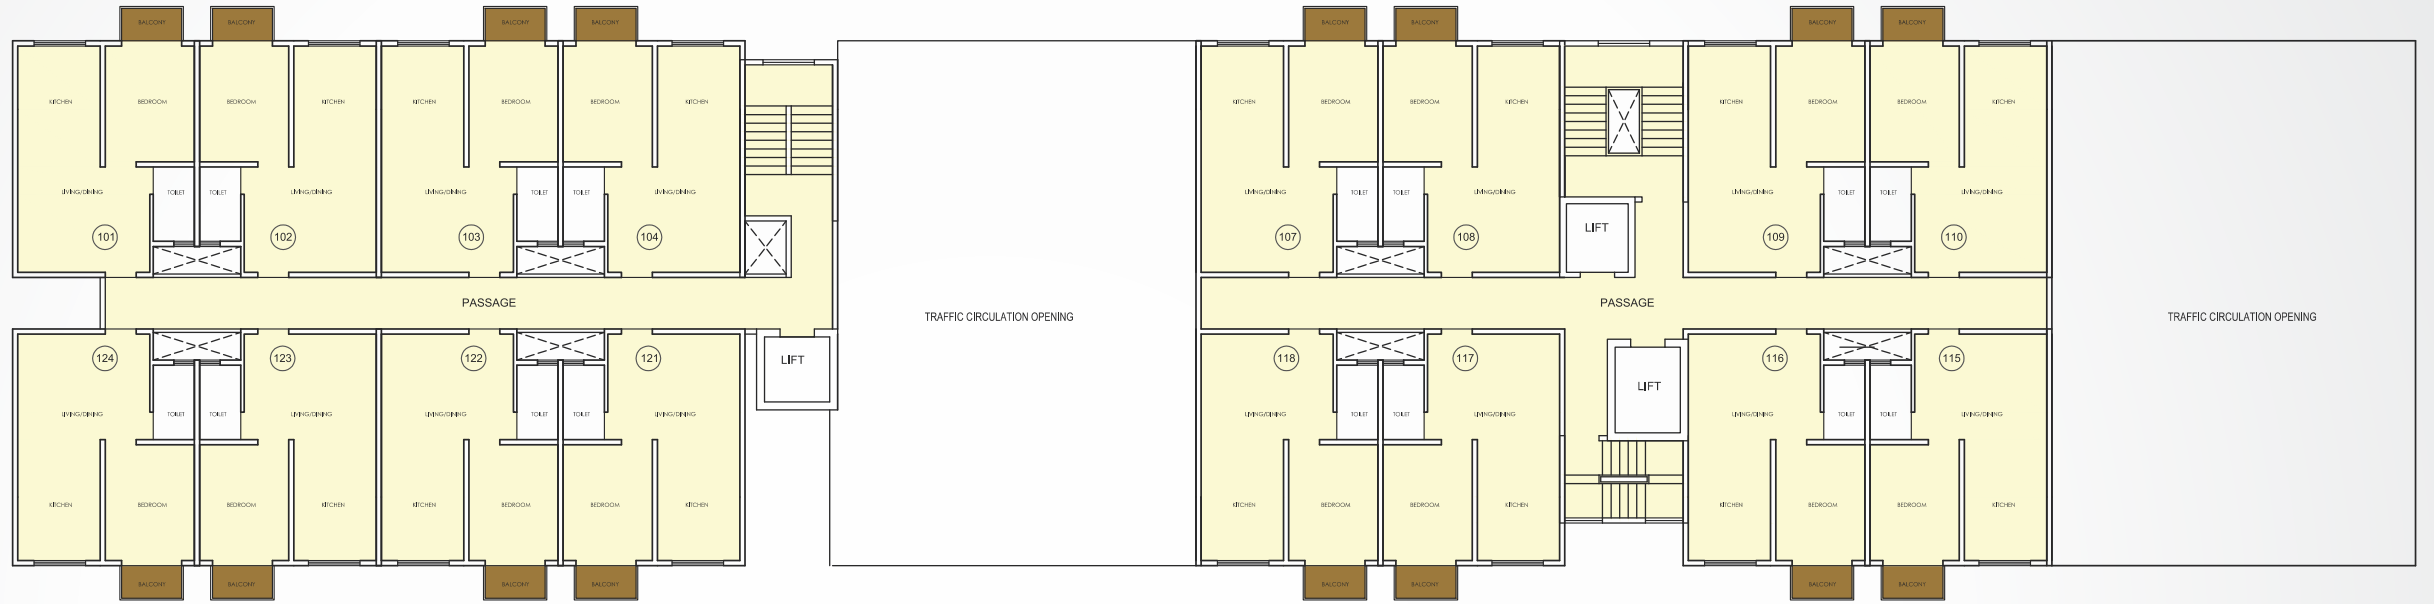 BALCONY BALCONY BALCONY BALCONY BALCONY BALCONY BALCONY BALCONY
KITCHEN BEDROOM BEDROOM KITCHEN KITCHEN BEDROOM BEDROOM KITCHEN KITCHEN BEDROOM BEDROOM KITCHEN KITCHEN BEDROOM BEDROOM KITCHEN
LIVING/DINING TOILET TOILET LIVING/DINING LIVING/DINING TOILET TOILET LIVING/DINING LIVING/DINING TOILET TOILET LIVING/DINING LIVING/DINING TOILET TOILET LIVING/DINING
LIFT
101 102 103 104 107 108 109 110
PASSAGE PASSAGE
TRAFFIC CIRCULATION OPENING TRAFFIC CIRCULATION OPENING
124 123 122 121 LIFT 118 117 116 115
LIFT
LIVING/DINING TOILET TOILET LIVING/DINING LIVING/DINING TOILET TOILET LIVING/DINING LIVING/DINING TOILET TOILET LIVING/DINING LIVING/DINING TOILET TOILET LIVING/DINING
KITCHEN BEDROOM BEDROOM KITCHEN KITCHEN BEDROOM BEDROOM KITCHEN KITCHEN BEDROOM BEDROOM KITCHEN KITCHEN BEDROOM BEDROOM KITCHEN
BALCONY BALCONY BALCONY BALCONY BALCONY BALCONY BALCONY BALCONY